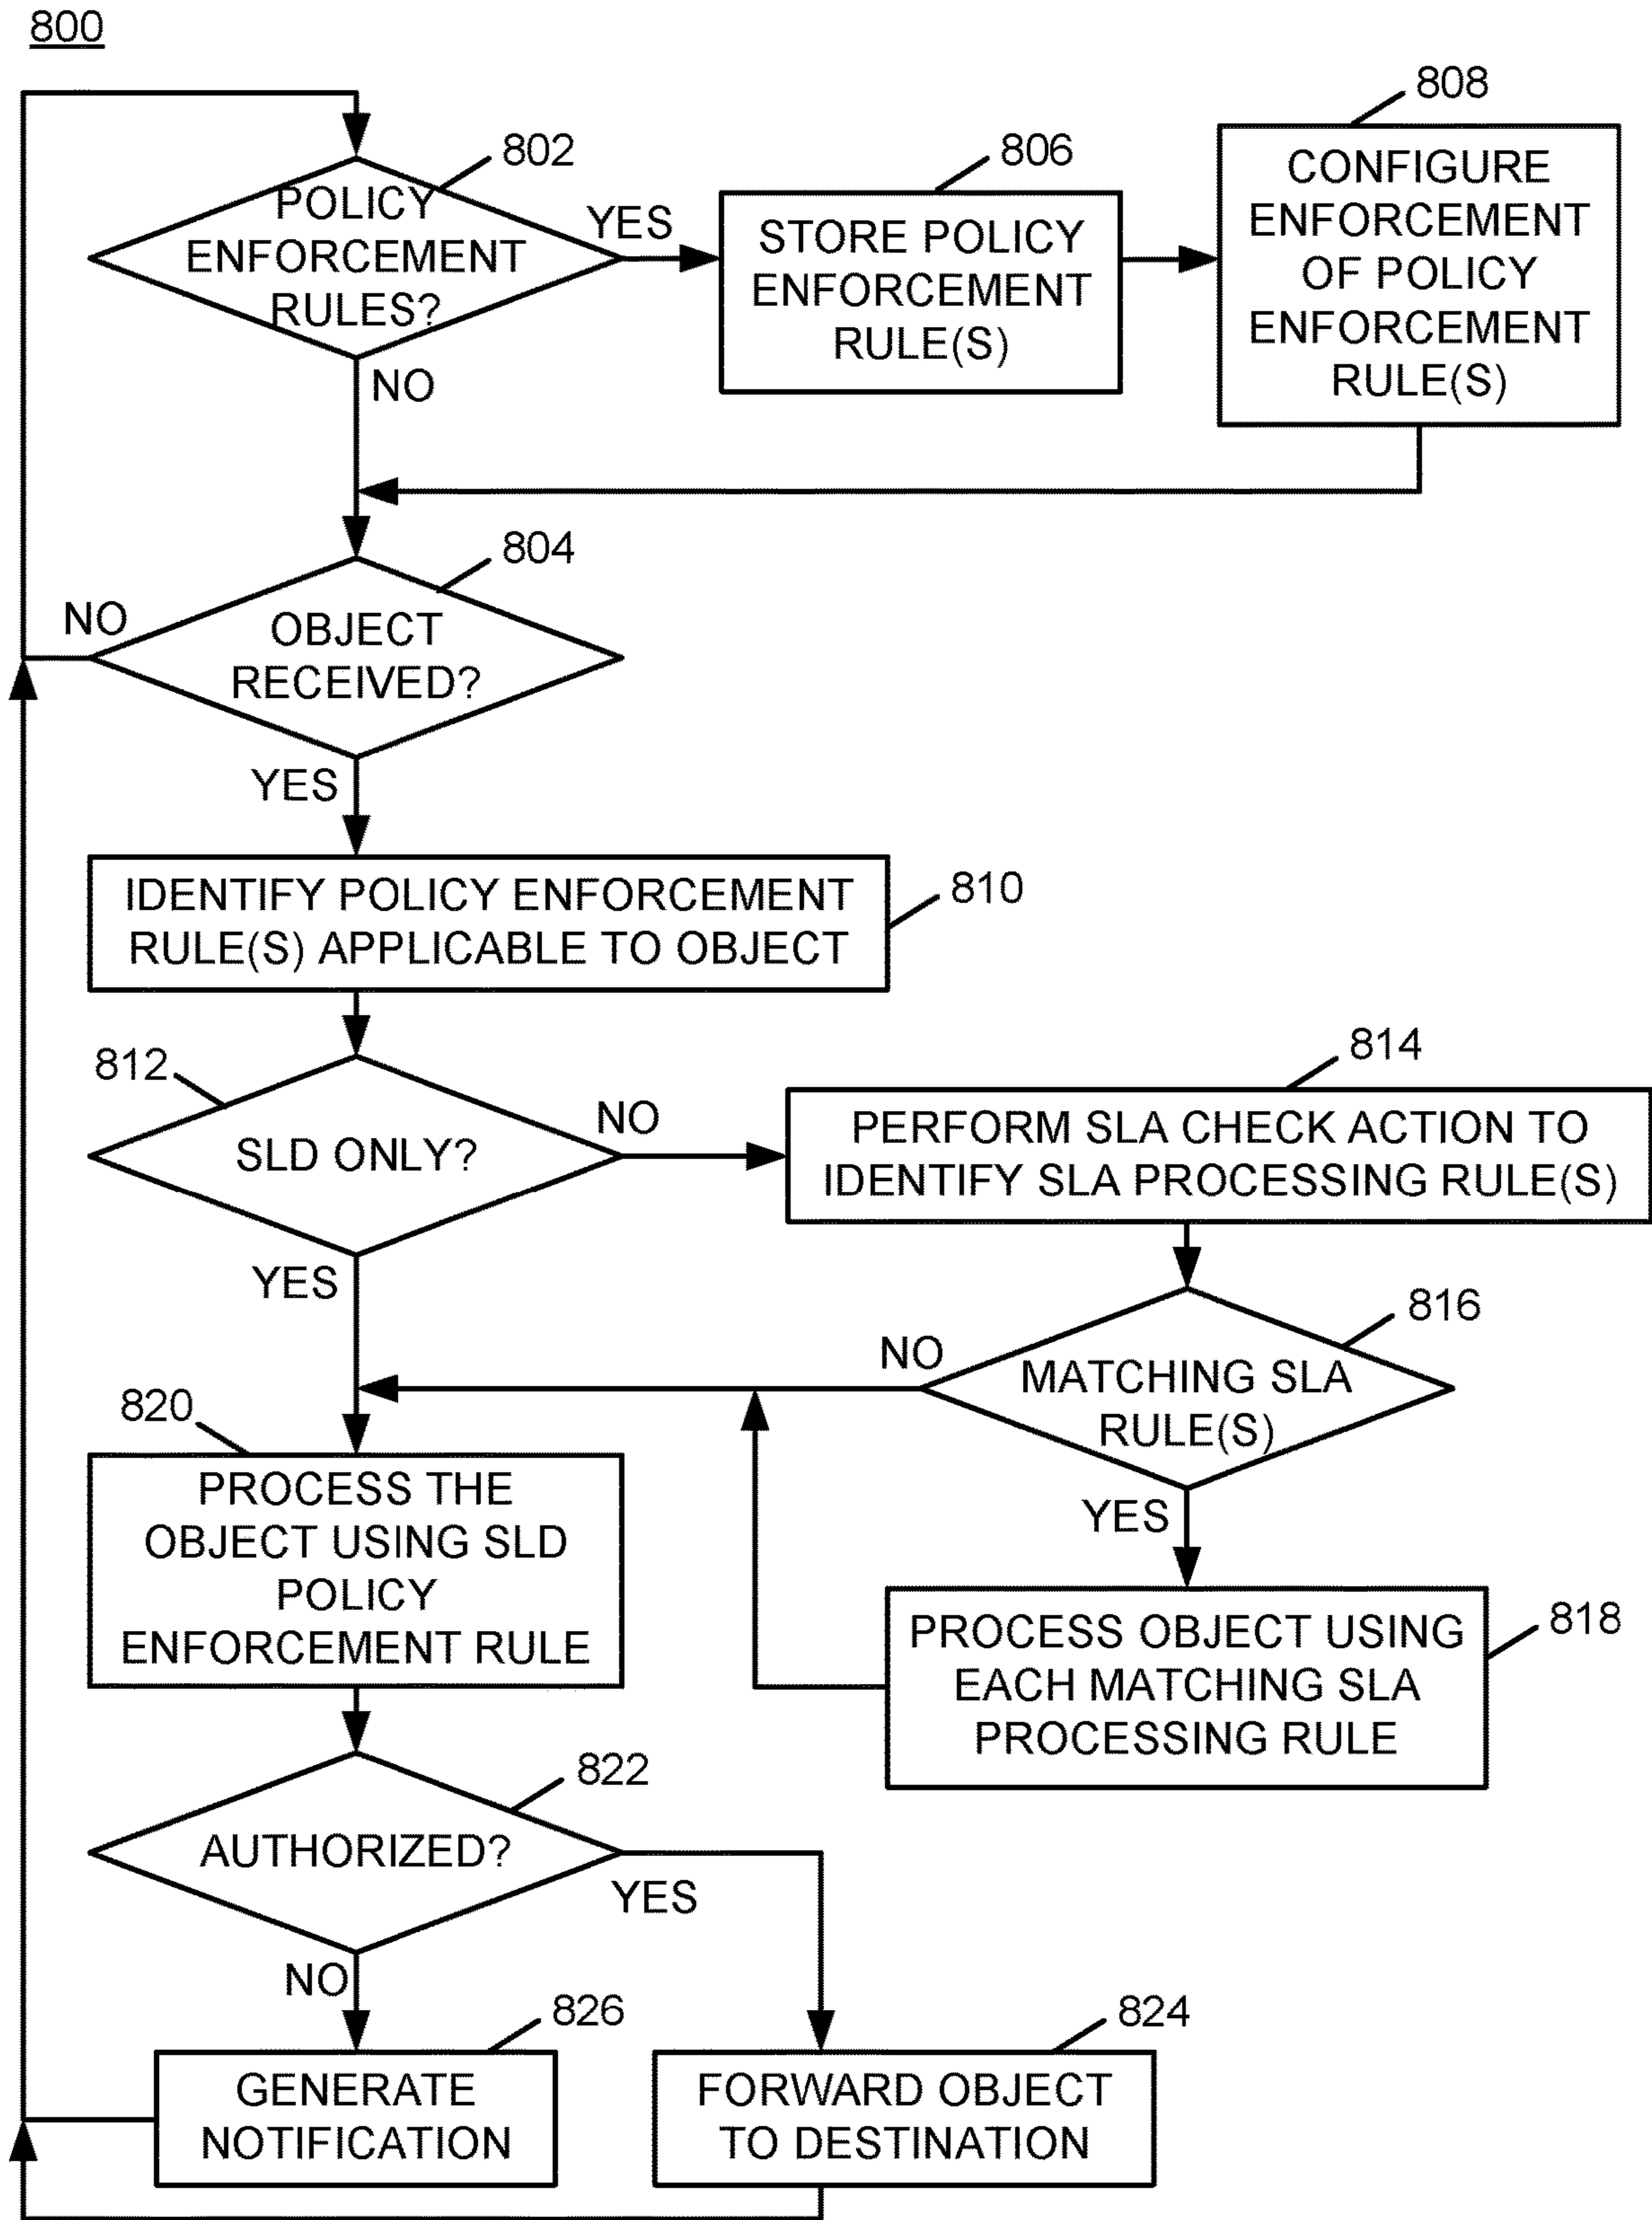 800
802
POLICY
ENFORCEMENT
RULES?
YES
NO
806
STORE POLICY
ENFORCEMENT
RULE(S)
808
CONFIGURE
ENFORCEMENT
OF POLICY
ENFORCEMENT
RULE(S)
804
OBJECT
RECEIVED?
NO
YES
810
IDENTIFY POLICY ENFORCEMENT
RULE(S) APPLICABLE TO OBJECT
812
SLD ONLY?
NO
YES
814
PERFORM SLA CHECK ACTION TO
IDENTIFY SLA PROCESSING RULE(S)
816
MATCHING SLA
RULE(S)
NO
YES
818
PROCESS OBJECT USING
EACH MATCHING SLA
PROCESSING RULE
820
PROCESS THE
OBJECT USING SLD
POLICY
ENFORCEMENT RULE
822
AUTHORIZED?
YES
NO
826
GENERATE
NOTIFICATION
824
FORWARD OBJECT
TO DESTINATION